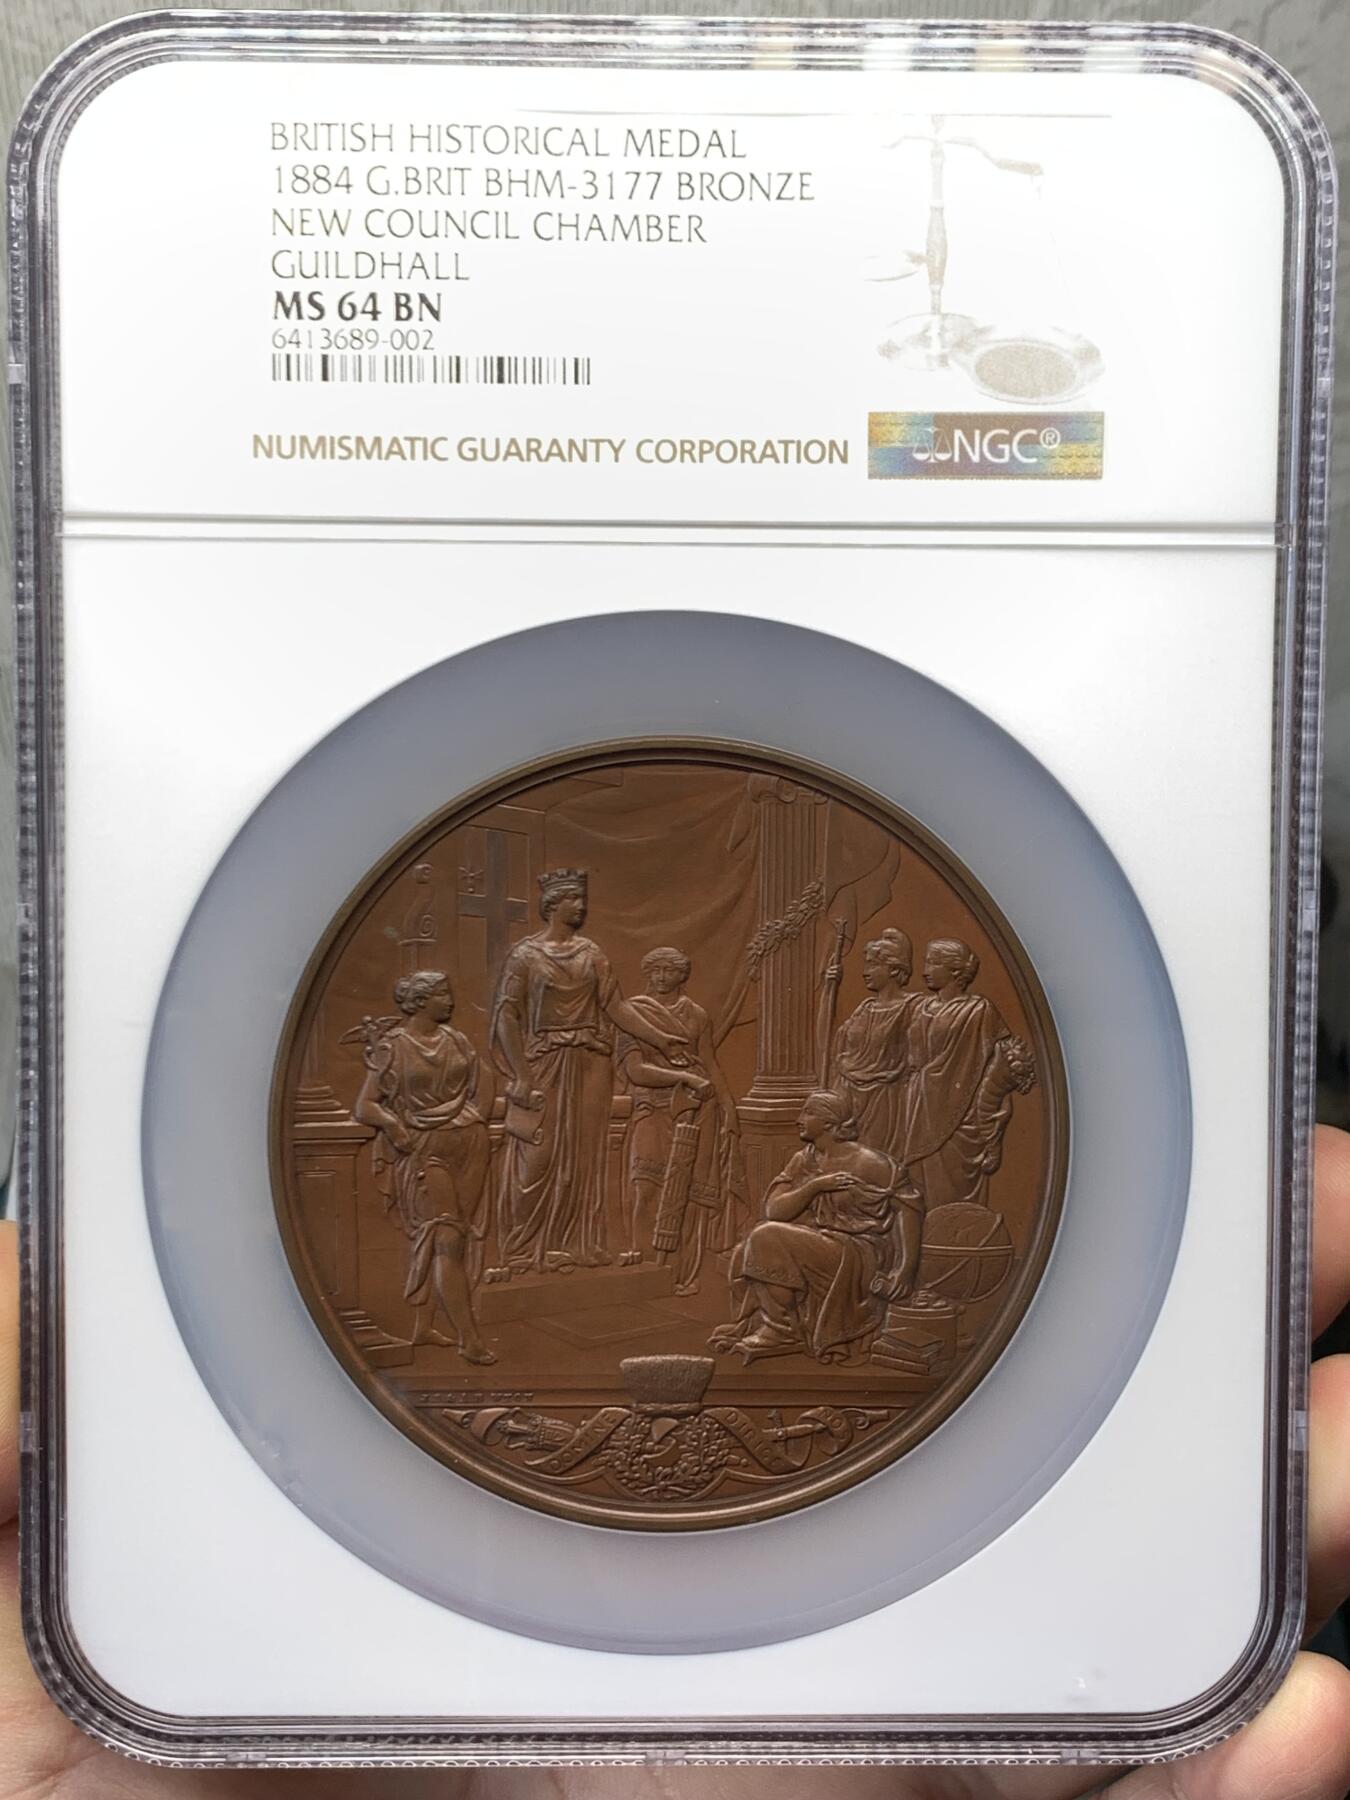 BRITISH HISTORICAL MEDAL
1884 G.BRIT BHM-3177 BRONZE
NEW COUNCIL CHAMBER
GUILDHALL
MS 64 BN
6413689-002
NUMISMATIC GUARANTY CORPORATION NGC®
DOMINE DIRIGE